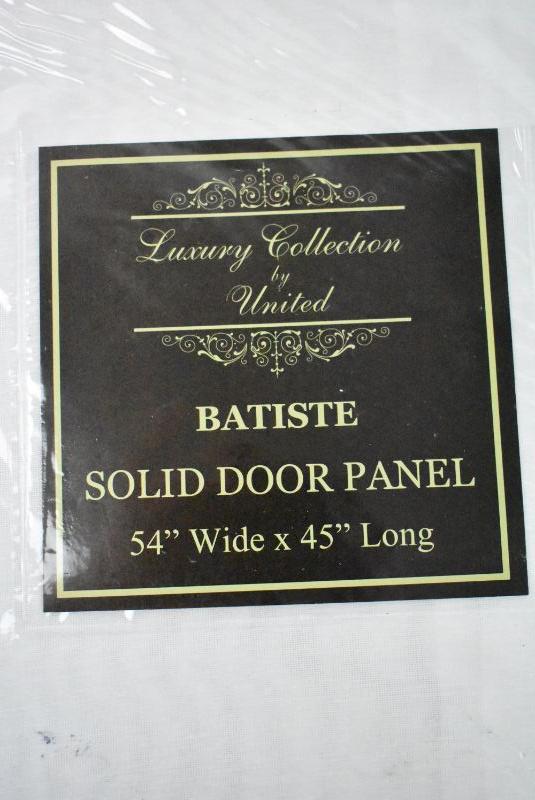 Luxury Collection
by
United
BATISTE
SOLID DOOR PANEL
54” Wide x 45” Long